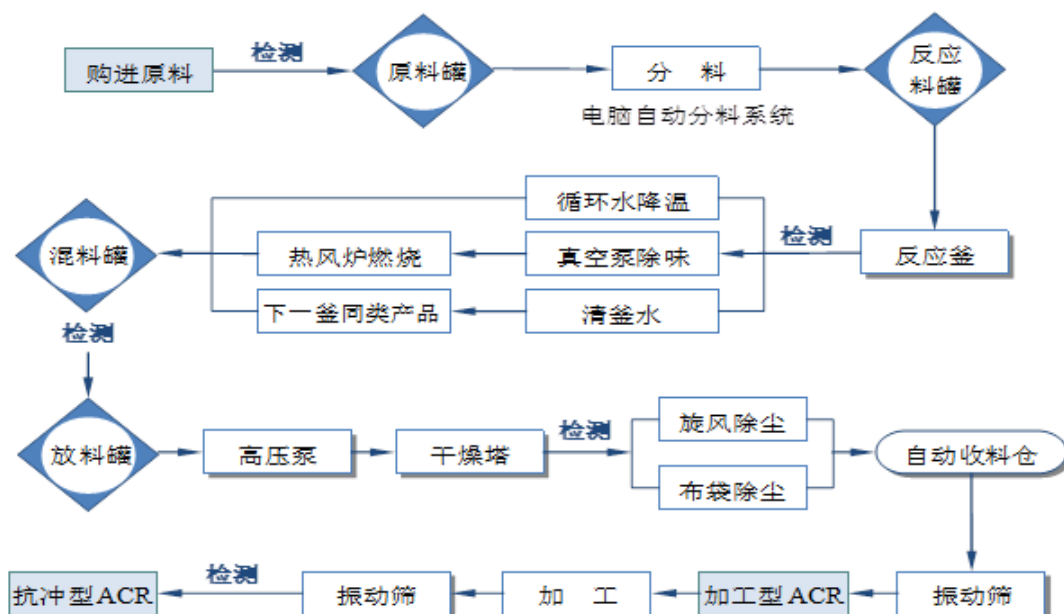 购进原料
检测
原料罐
分 料
电脑自动分料系统
反应
料罐
反应釜
检测
循环水降温
真空泵除味
热风炉燃烧
清釜水
下一釜同类产品
混料罐
检测
放料罐
高压泵
干燥塔
检测
旋风除尘
布袋除尘
自动收料仓
振动筛
加工型ACR
加 工
振动筛
检测
抗冲型ACR